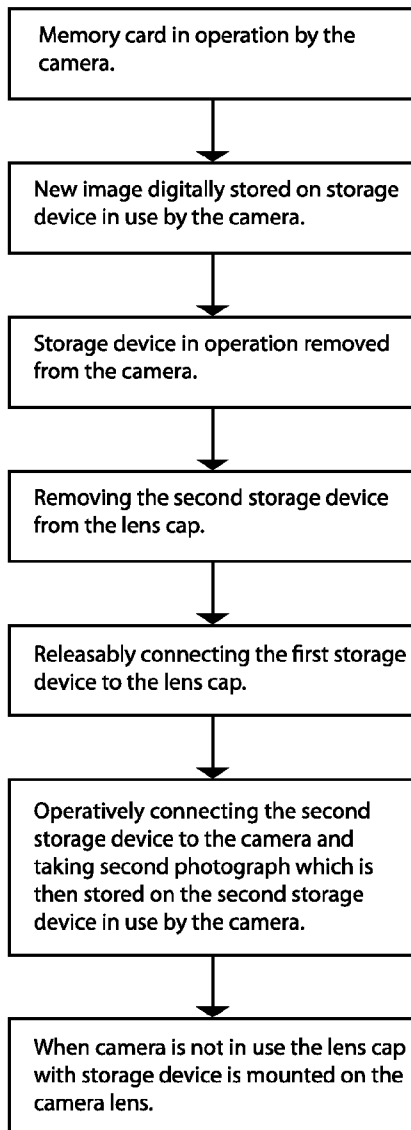 Memory card in operation by the
camera.
New image digitally stored on storage
device in use by the camera.
Storage device in operation removed
from the camera.
Removing the second storage device
from the lens cap.
Releasably connecting the first storage
device to the lens cap.
Operatively connecting the second
storage device to the camera and
taking second photograph which is
then stored on the second storage
device in use by the camera.
When camera is not in use the lens cap
with storage device is mounted on the
camera lens.